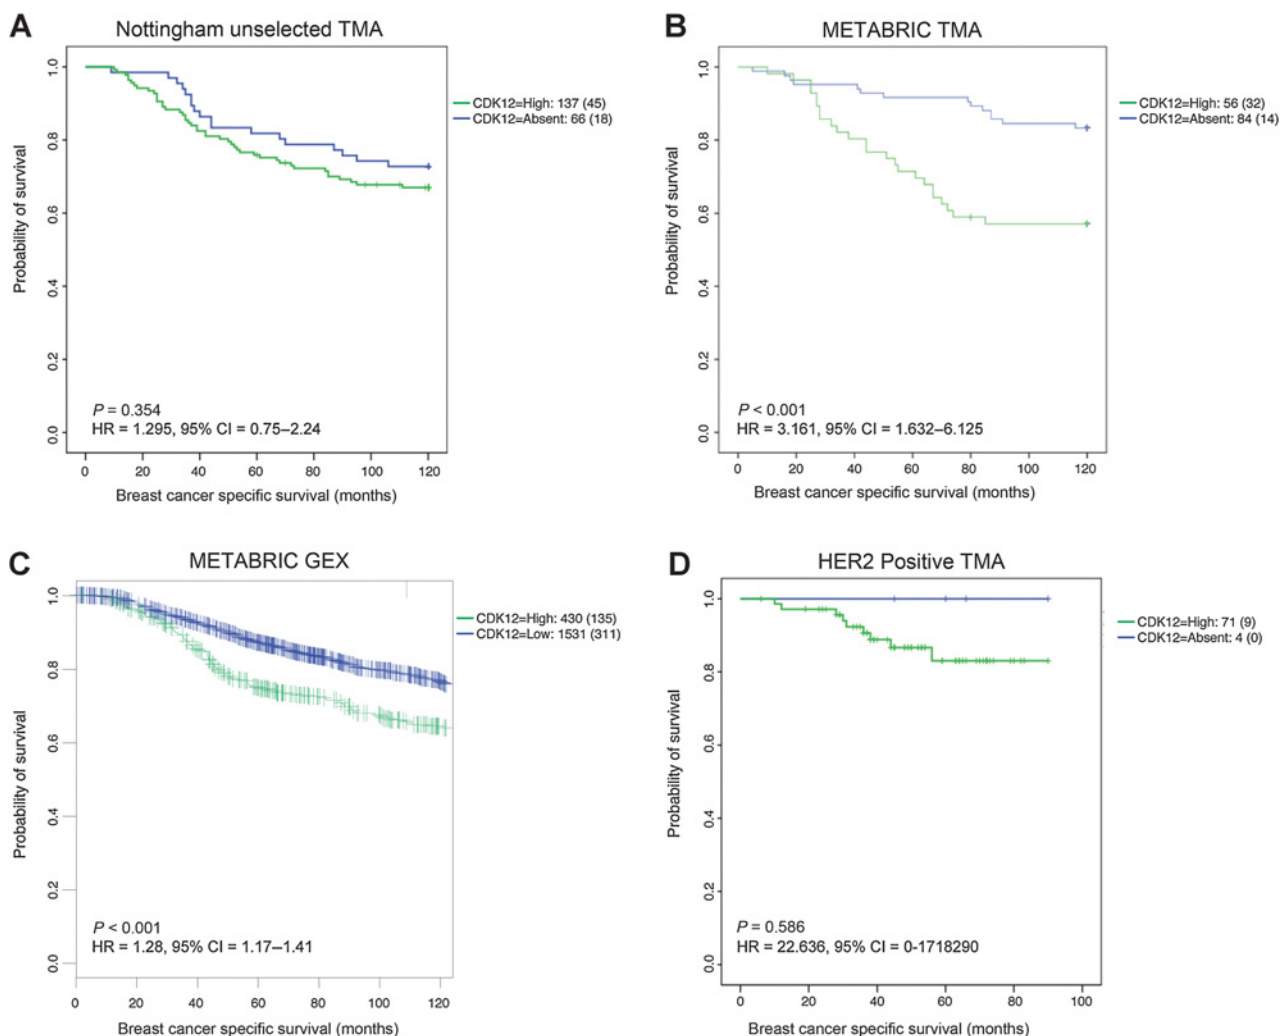 A
Nottingham unselected TMA
Probability of survival
1.0
0.8
0.6
0.4
0.2
0.0
CDK12=High: 137 (45)
CDK12=Absent: 66 (18)
P = 0.354
HR = 1.295, 95% CI = 0.75–2.24
0 20 40 60 80 100 120
Breast cancer specific survival (months)
B
METABRIC TMA
Probability of survival
1.0
0.8
0.6
0.4
0.2
0.0
CDK12=High: 56 (32)
CDK12=Absent: 84 (14)
P < 0.001
HR = 3.161, 95% CI = 1.632–6.125
0 20 40 60 80 100 120
Breast cancer specific survival (months)
C
METABRIC GEX
Probability of survival
1.0
0.8
0.6
0.4
0.2
0.0
CDK12=High: 430 (135)
CDK12=Low: 1531 (311)
P < 0.001
HR = 1.28, 95% CI = 1.17–1.41
0 20 40 60 80 100 120
Breast cancer specific survival (months)
D
HER2 Positive TMA
Probability of survival
1.0
0.8
0.6
0.4
0.2
0.0
CDK12=High: 71 (9)
CDK12=Absent: 4 (0)
P = 0.586
HR = 22.636, 95% CI = 0-1718290
0 20 40 60 80 100
Breast cancer specific survival (months)